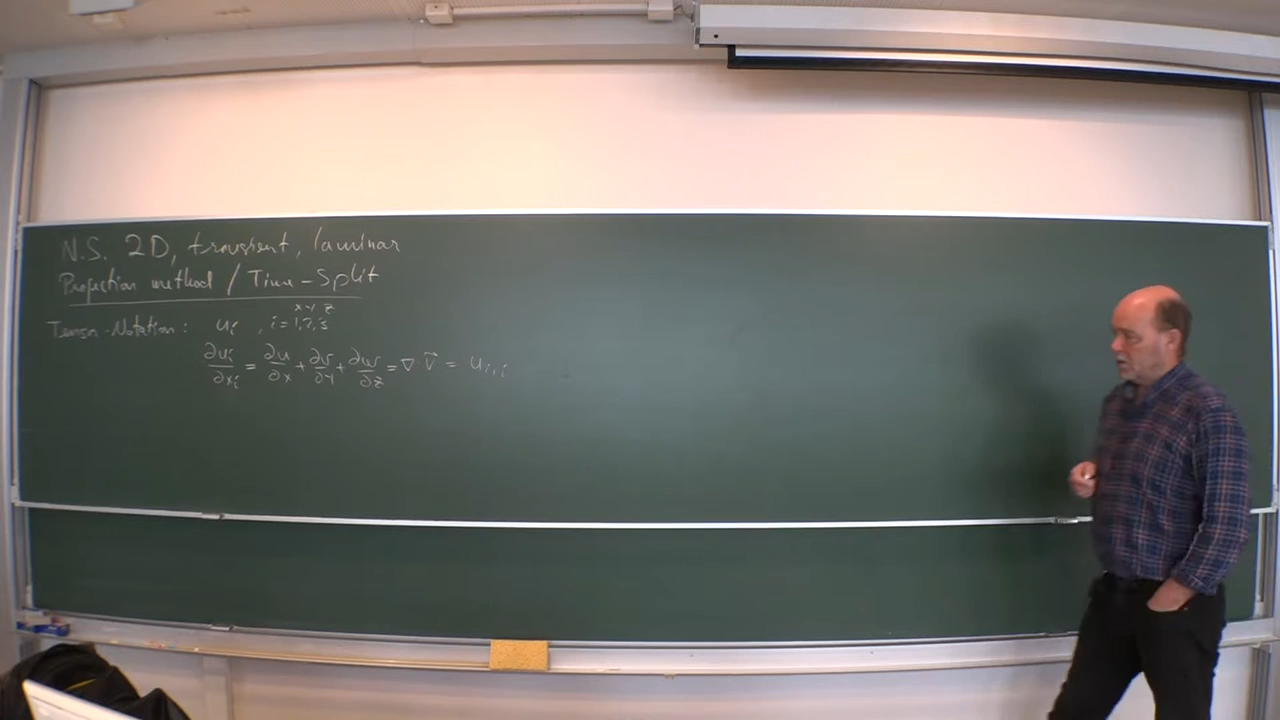 N.S. 2D, transient, laminar
Projection method / Time-Split
x y z
Tensor-Notation: uᵢ , i = 1,2,3
∂uᵢ/∂xᵢ = ∂u/∂x + ∂v/∂y + ∂w/∂z = ∇ v⃗ = uᵢ,ᵢ